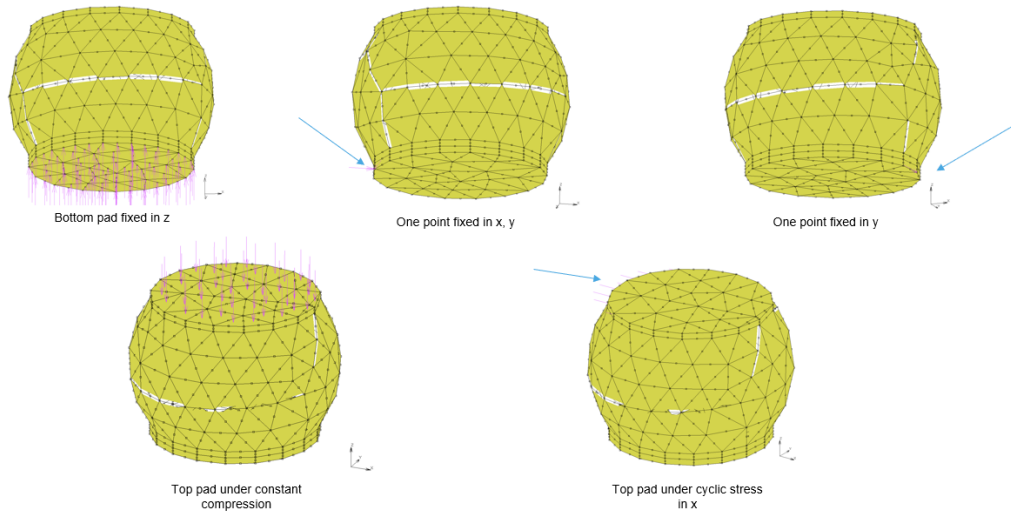 Bottom pad fixed in z
One point fixed in x, y
One point fixed in y
Top pad under constant
compression
Top pad under cyclic stress
in x